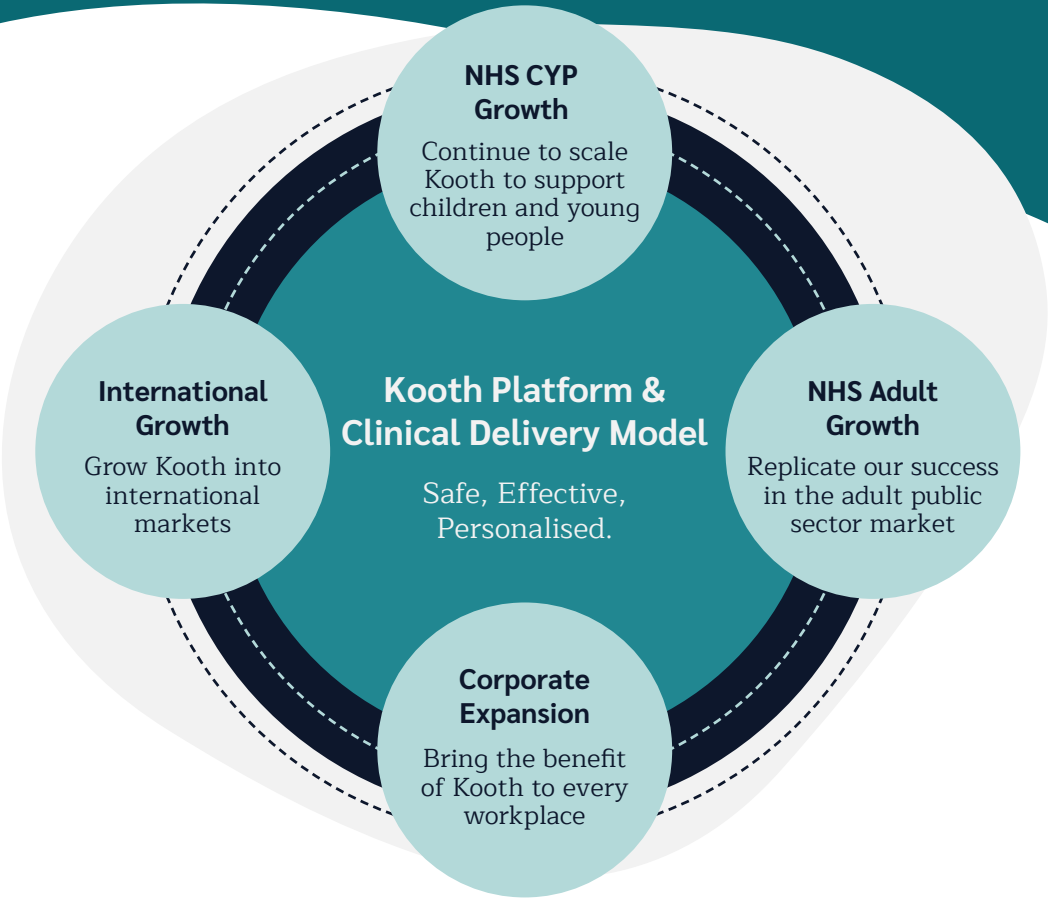 NHS CYP
Growth
Continue to scale
Kooth to support
children and young
people
International
Growth
Grow Kooth into
international
markets
Kooth Platform &
Clinical Delivery Model
Safe, Effective,
Personalised.
NHS Adult
Growth
Replicate our success
in the adult public
sector market
Corporate
Expansion
Bring the benefit
of Kooth to every
workplace